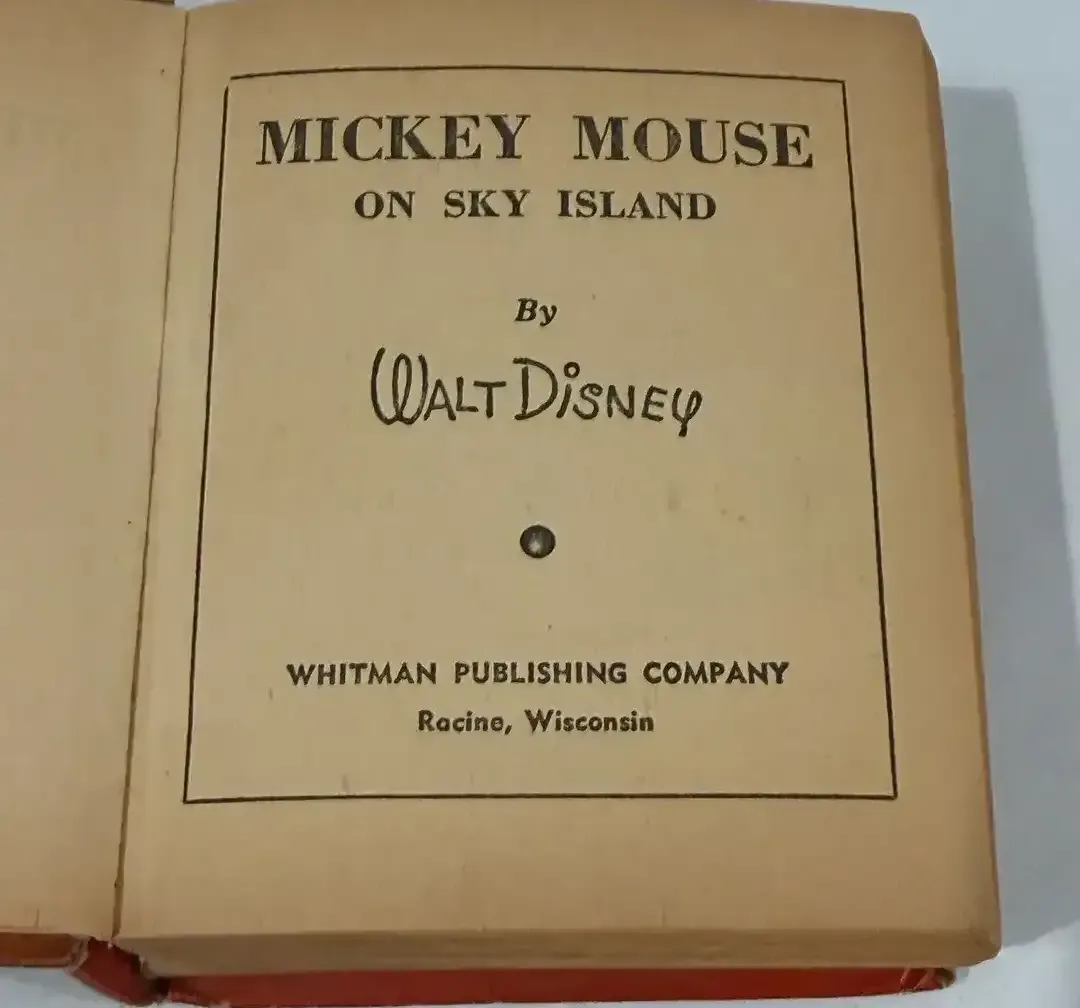 MICKEY MOUSE
ON SKY ISLAND
By
WALT DISNEY
WHITMAN PUBLISHING COMPANY
Racine, Wisconsin